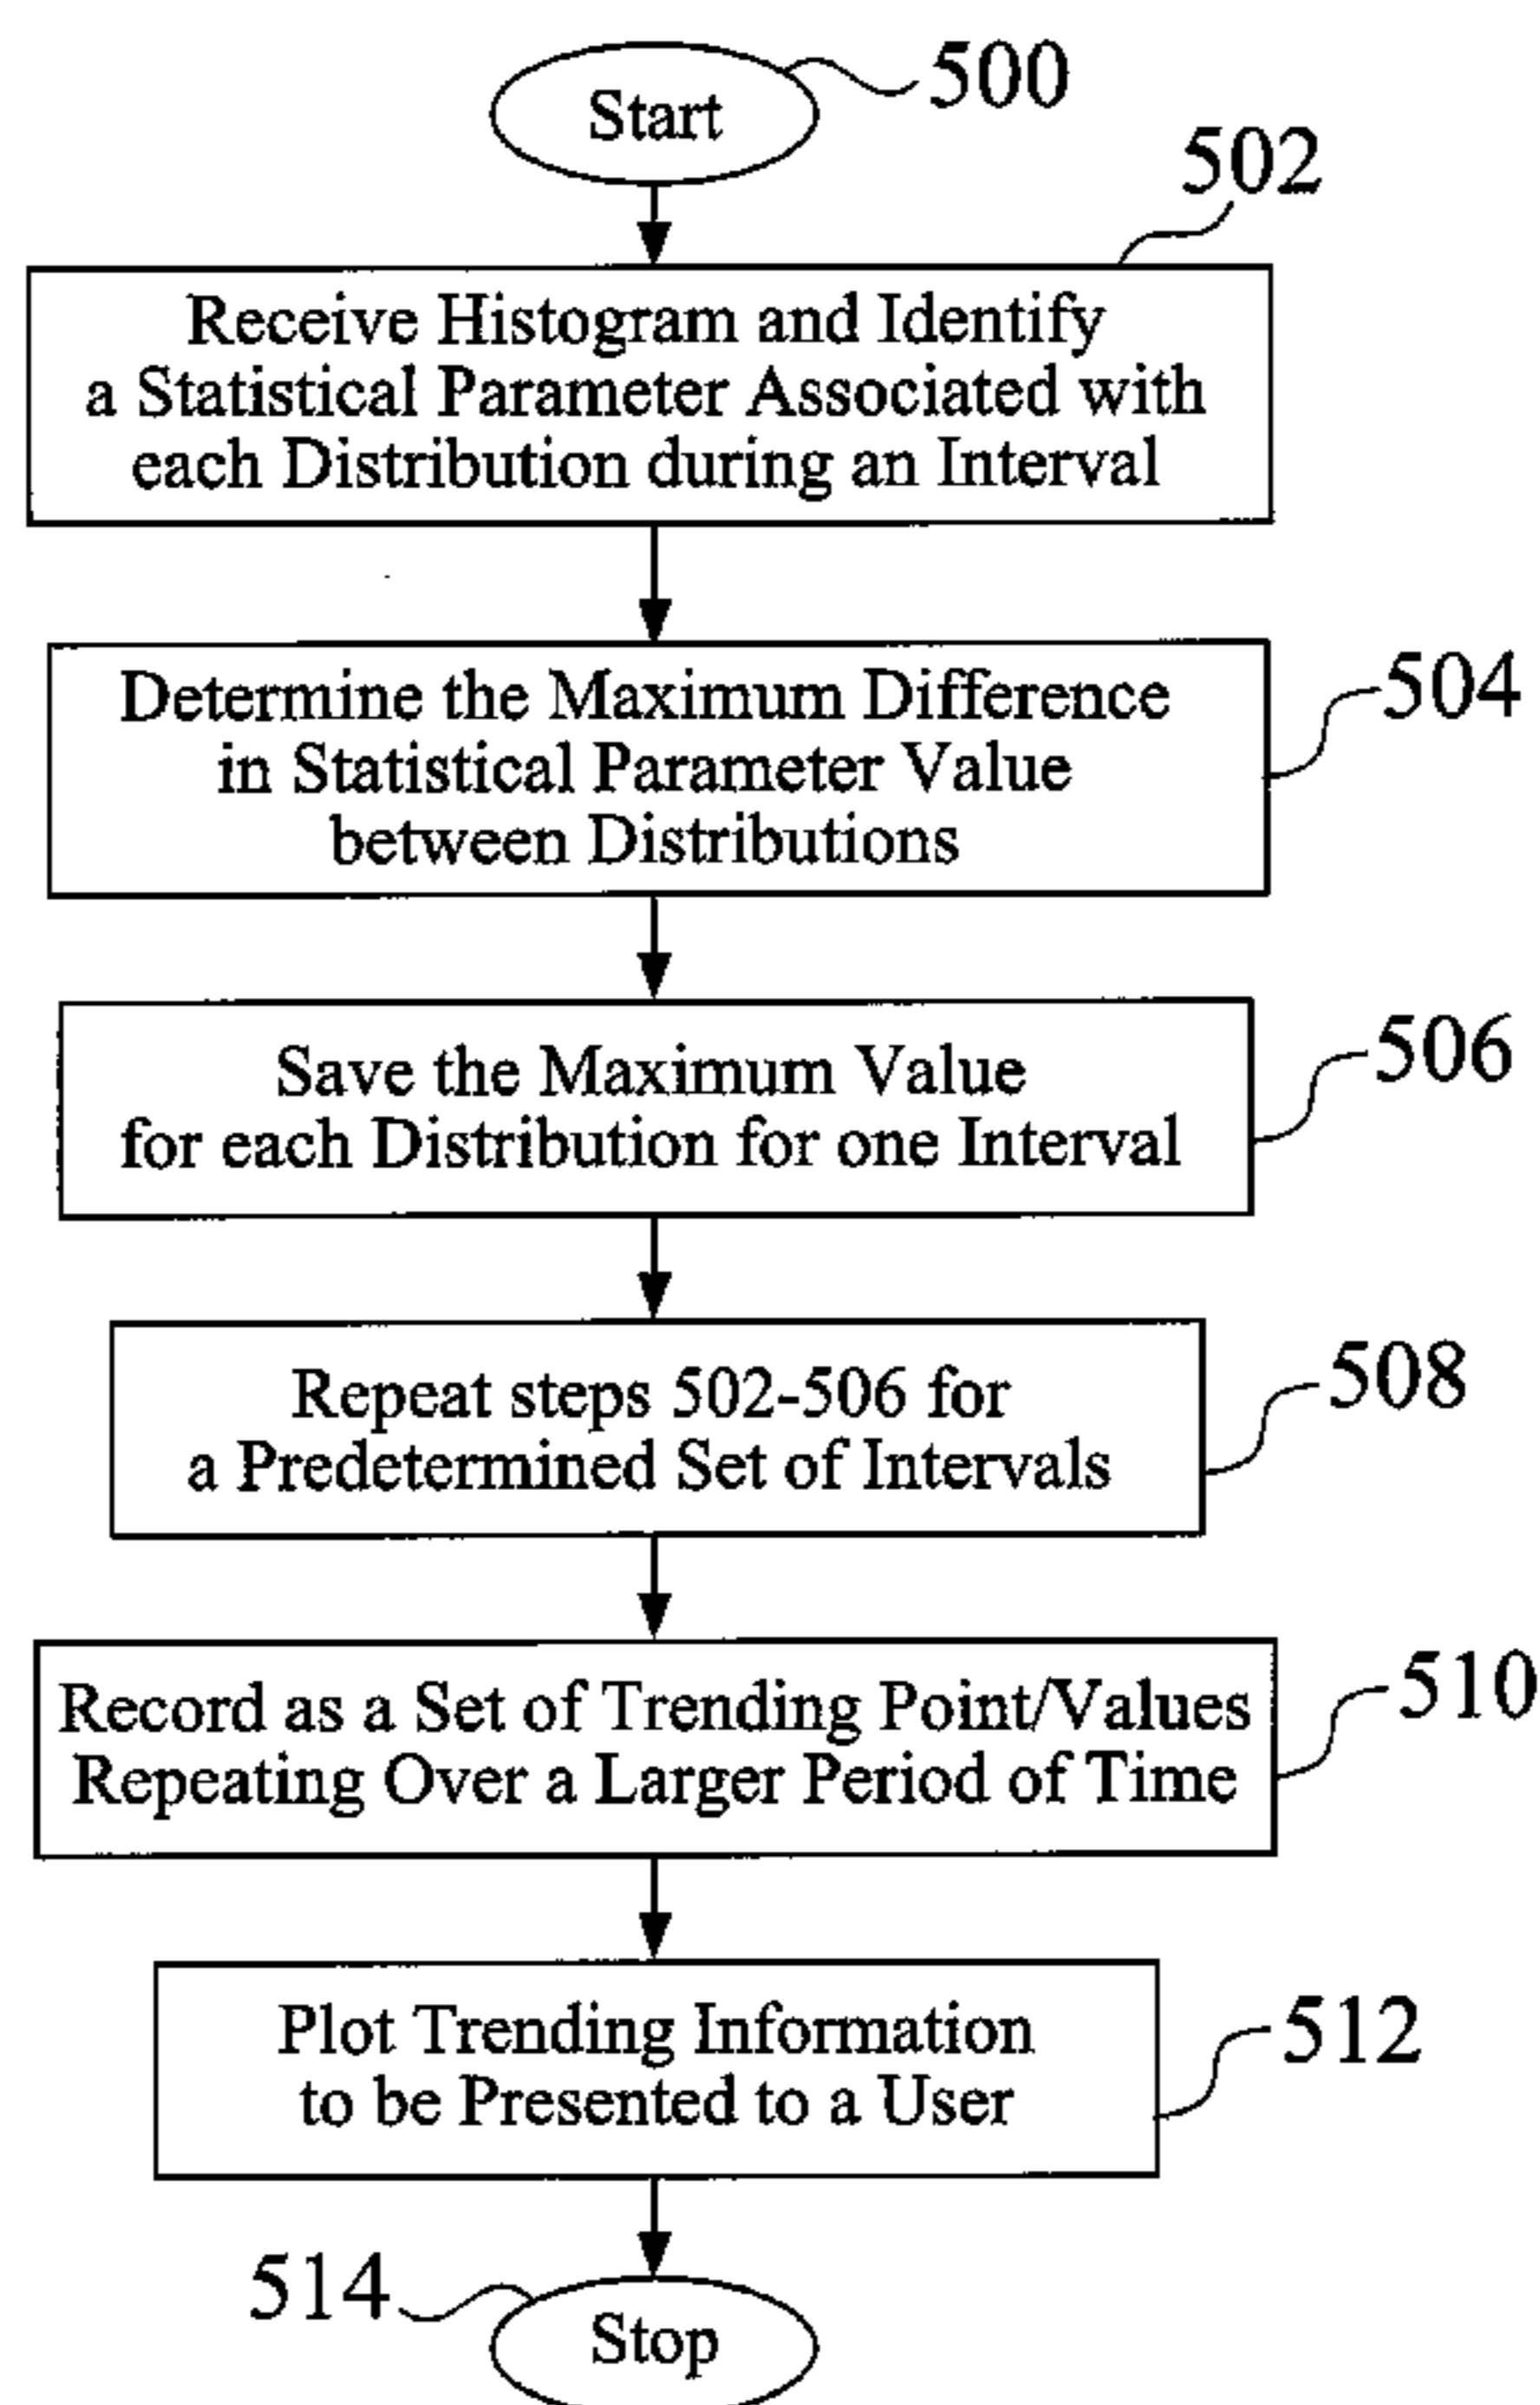 Start
500
502
Receive Histogram and Identify
a Statistical Parameter Associated with
each Distribution during an Interval
Determine the Maximum Difference
in Statistical Parameter Value
between Distributions
504
Save the Maximum Value
for each Distribution for one Interval
506
Repeat steps 502-506 for
a Predetermined Set of Intervals
508
Record as a Set of Trending Point/Values
Repeating Over a Larger Period of Time
510
Plot Trending Information
to be Presented to a User
512
514
Stop